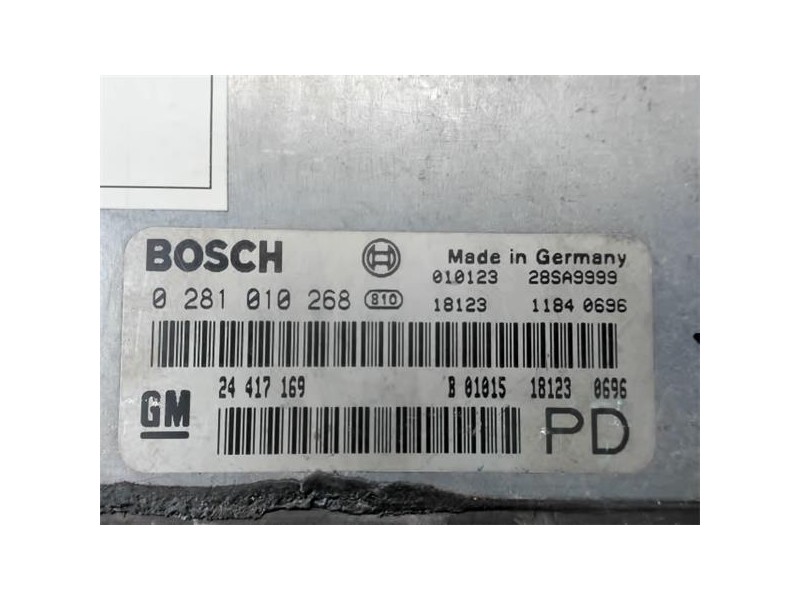 BOSCH Made in Germany
010123 28SA9999
0 281 010 268 810 18123 1184 0696
GM 24 417 169 B 01015 18123 0696
PD